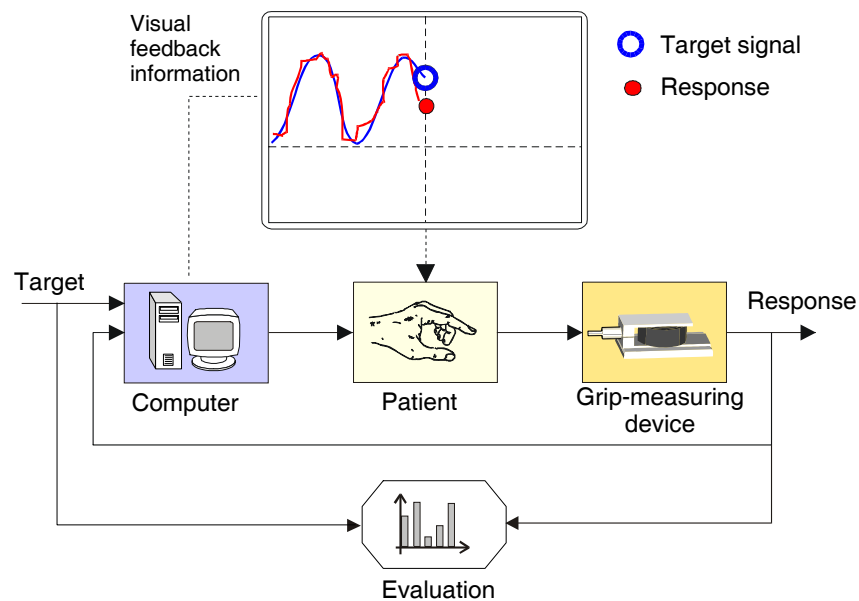 Visual
feedback
information
Target signal
Response
Target
Response
Computer
Patient
Grip-measuring
device
Evaluation